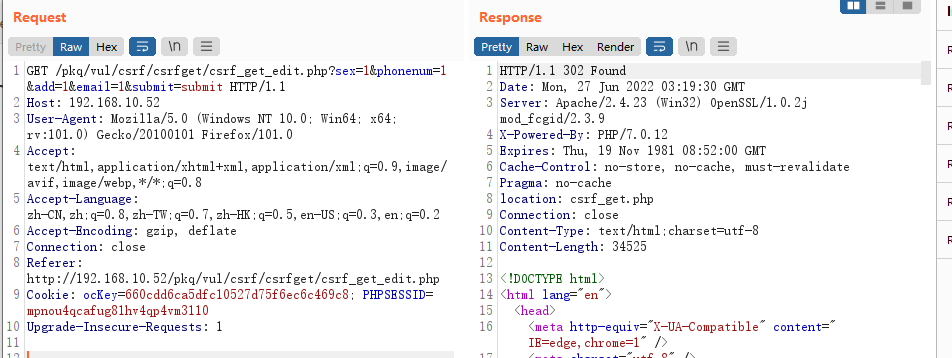 Request
Pretty Raw Hex \n
1 GET /pkq/vul/csrf/csrfget/csrf_get_edit.php?sex=1&phonenum=1
&add=1&email=1&submit=submit HTTP/1.1
2 Host: 192.168.10.52
3 User-Agent: Mozilla/5.0 (Windows NT 10.0; Win64; x64;
rv:101.0) Gecko/20100101 Firefox/101.0
4 Accept:
text/html,application/xhtml+xml,application/xml;q=0.9,image/
avif,image/webp,*/*;q=0.8
5 Accept-Language:
zh-CN,zh;q=0.8,zh-TW;q=0.7,zh-HK;q=0.5,en-US;q=0.3,en;q=0.2
6 Accept-Encoding: gzip, deflate
7 Connection: close
8 Referer:
http://192.168.10.52/pkq/vul/csrf/csrfget/csrf_get_edit.php
9 Cookie: ocKey=660cdd6ca5dfc10527d75f6ec6c469c8; PHPSESSID=
mpnou4qcafug81hv4qp4vm3110
10 Upgrade-Insecure-Requests: 1
11
12
Response
Pretty Raw Hex Render \n
1 HTTP/1.1 302 Found
2 Date: Mon, 27 Jun 2022 03:19:30 GMT
3 Server: Apache/2.4.23 (Win32) OpenSSL/1.0.2j
mod_fcgid/2.3.9
4 X-Powered-By: PHP/7.0.12
5 Expires: Thu, 19 Nov 1981 08:52:00 GMT
6 Cache-Control: no-store, no-cache, must-revalidate
7 Pragma: no-cache
8 location: csrf_get.php
9 Connection: close
10 Content-Type: text/html;charset=utf-8
11 Content-Length: 34525
12
13 <!DOCTYPE html>
14 <html lang="en">
15 <head>
16 <meta http-equiv="X-UA-Compatible" content="
IE=edge,chrome=1" />
17 <meta charset="utf-8" />